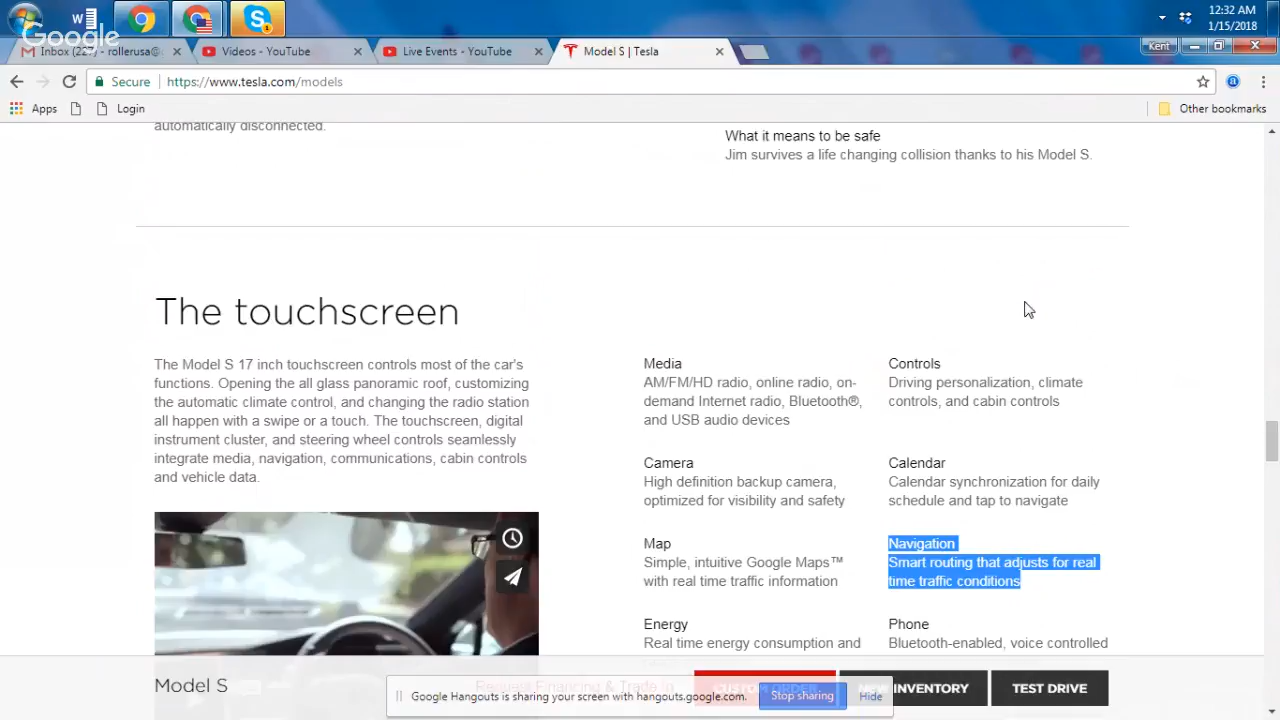 12:32 AM
1/15/2018
Google
Inbox (22
) - rollerusa@
Videos - YouTube
Live Events - YouTube
Model S | Tesla
Kent
Secure
https://www.tesla.com/models
Apps
Login
Other bookmarks
automatically disconnected.
What it means to be safe
Jim survives a life changing collision thanks to his Model S.
The touchscreen
The Model S 17 inch touchscreen controls most of the car's
functions. Opening the all glass panoramic roof, customizing
the automatic climate control, and changing the radio station
all happen with a swipe or a touch. The touchscreen, digital
instrument cluster, and steering wheel controls seamlessly
integrate media, navigation, communications, cabin controls
and vehicle data.
Media
AM/FM/HD radio, online radio, on-
demand Internet radio, Bluetooth®,
and USB audio devices
Controls
Driving personalization, climate
controls, and cabin controls
Camera
High definition backup camera,
optimized for visibility and safety
Calendar
Calendar synchronization for daily
schedule and tap to navigate
Map
Simple, intuitive Google Maps™
with real time traffic information
Navigation
Smart routing that adjusts for real
time traffic conditions
Energy
Real time energy consumption and
Phone
Bluetooth-enabled, voice controlled
Model S
Request Financing & Trade in
CUSTOM ORDER
NEW INVENTORY
TEST DRIVE
Google Hangouts is sharing your screen with hangouts.google.com.
Stop sharing
Hide